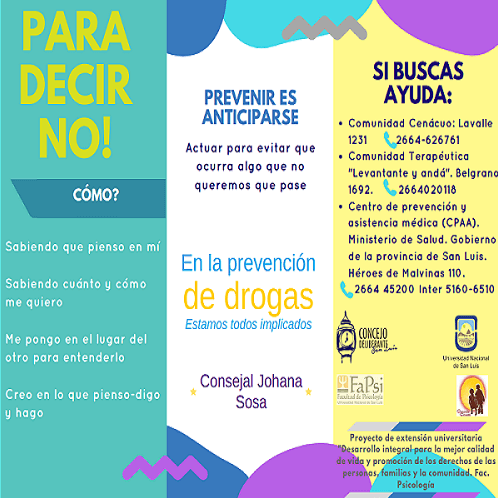 PARA
DECIR
NO!
CÓMO?
Sabiendo que pienso en mí
Sabiendo cuánto y cómo
me quiero
Me pongo en el lugar del
otro para entenderlo
Creo en lo que pienso-digo
y hago
PREVENIR ES
ANTICIPARSE
Actuar para evitar que
ocurra algo que no
queremos que pase
En la prevención
de drogas
Estamos todos implicados
Consejal Johana
Sosa
SI BUSCAS
AYUDA:
Comunidad Cenácuo: Lavalle
1231 2664-626761
Comunidad Terapéutica
"Levantante y andá". Belgrano
1692. 2664020118
Centro de prevención y
asistencia médica (CPAA).
Ministerio de Salud. Gobierno
de la provincia de San Luis.
Héroes de Malvinas 110.
2664 45200 Inter 5160-6510
CONCEJO
DELIBERANTE
San Luis
Universidad Nacional
de San Luis
FaPsi
Facultad de Psicología
Proyecto de extensión universitaria
"Desarrollo integral para la mejor calidad
de vida y promoción de los derechos de las
personas, familias y la comunidad. Fac.
Psicología